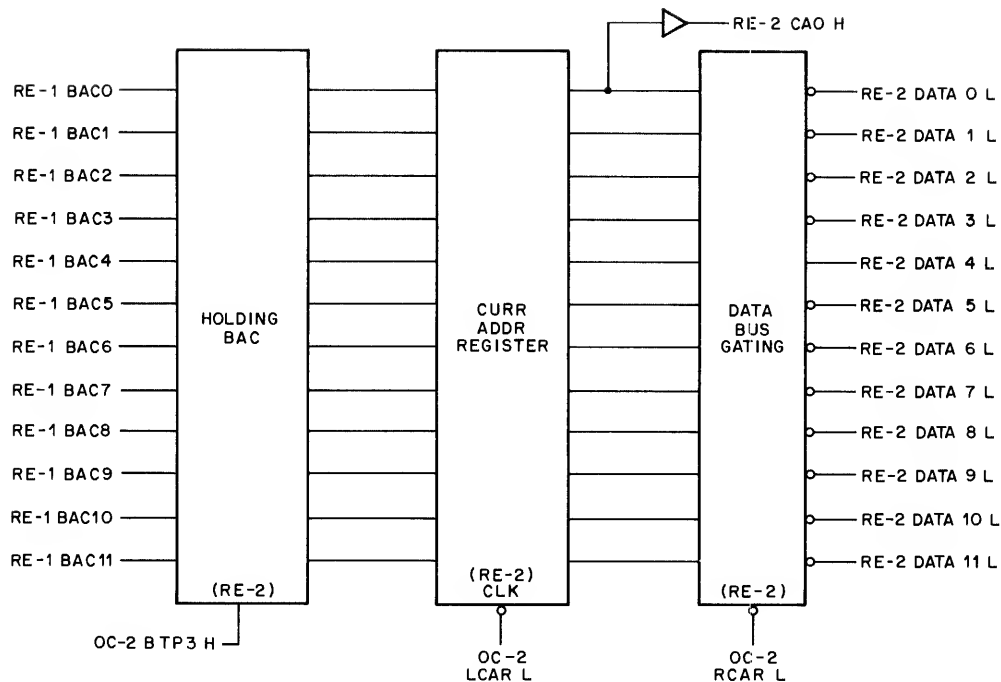 RE-2 CAO H
RE-1 BAC0
RE-1 BAC1
RE-1 BAC2
RE-1 BAC3
RE-1 BAC4
RE-1 BAC5
RE-1 BAC6
RE-1 BAC7
RE-1 BAC8
RE-1 BAC9
RE-1 BAC10
RE-1 BAC11
HOLDING
BAC
(RE-2)
OC-2 BTP3 H
CURR
ADDR
REGISTER
(RE-2)
CLK
OC-2
LCAR L
DATA
BUS
GATING
(RE-2)
OC-2
RCAR L
RE-2 DATA 0 L
RE-2 DATA 1 L
RE-2 DATA 2 L
RE-2 DATA 3 L
RE-2 DATA 4 L
RE-2 DATA 5 L
RE-2 DATA 6 L
RE-2 DATA 7 L
RE-2 DATA 8 L
RE-2 DATA 9 L
RE-2 DATA 10 L
RE-2 DATA 11 L